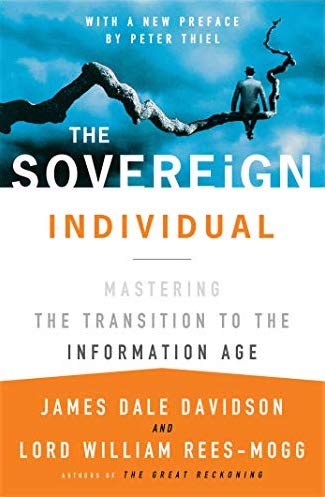 WITH A NEW PREFACE
BY PETER THIEL
THE
SOVEREiGN
INDIVIDUAL
MASTERING
THE TRANSITION TO THE
INFORMATION AGE
JAMES DALE DAVIDSON
AND
LORD WILLIAM REES-MOGG
AUTHORS OF THE GREAT RECKONING